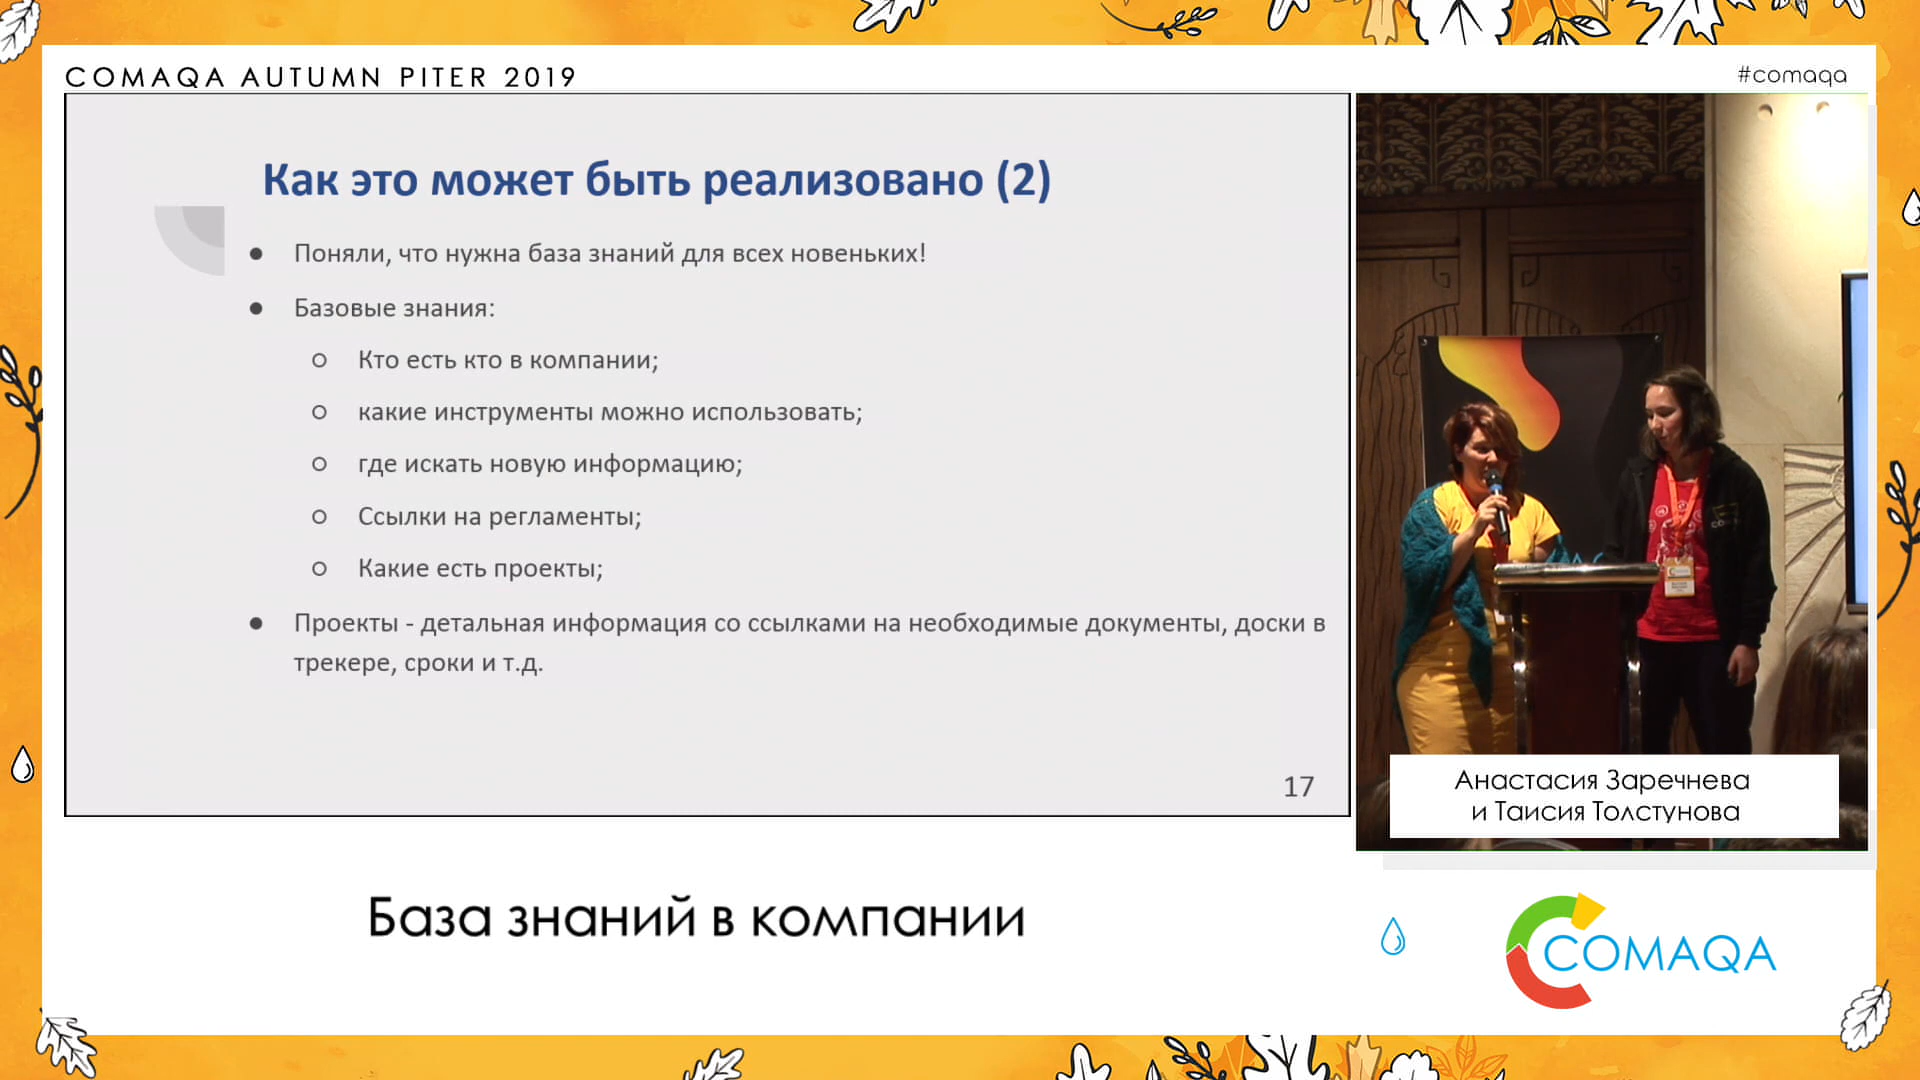 COMAQA AUTUMN PITER 2019
#comaqa
Как это может быть реализовано (2)
● Поняли, что нужна база знаний для всех новеньких!
● Базовые знания:
○ Кто есть кто в компании;
○ какие инструменты можно использовать;
○ где искать новую информацию;
○ Ссылки на регламенты;
○ Какие есть проекты;
● Проекты - детальная информация со ссылками на необходимые документы, доски в
трекере, сроки и т.д.
17
Анастасия Заречнева
и Таисия Толстунова
База знаний в компании
COMAQA